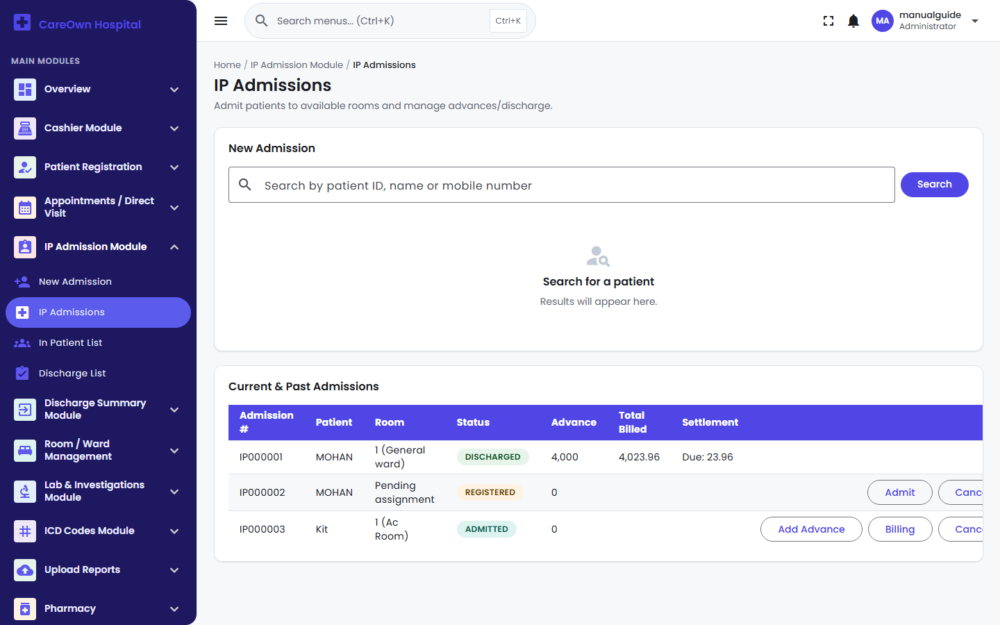 CareOwn Hospital
MAIN MODULES
Overview
Cashier Module
Patient Registration
Appointments / Direct
Visit
IP Admission Module
New Admission
IP Admissions
In Patient List
Discharge List
Discharge Summary
Module
Room / Ward
Management
Lab & Investigations
Module
ICD Codes Module
Upload Reports
Pharmacy
Search menus... (Ctrl+K)
Ctrl+K
MA
manualguide
Administrator
Home / IP Admission Module / IP Admissions
IP Admissions
Admit patients to available rooms and manage advances/discharge.
New Admission
Search by patient ID, name or mobile number
Search
Search for a patient
Results will appear here.
Current & Past Admissions
Admission # Patient Room Status Advance Total Billed Settlement
IP000001 MOHAN 1 (General ward) DISCHARGED 4,000 4,023.96 Due: 23.96
IP000002 MOHAN Pending assignment REGISTERED 0 Admit Canc
IP000003 Kit 1 (Ac Room) ADMITTED 0 Add Advance Billing Canc